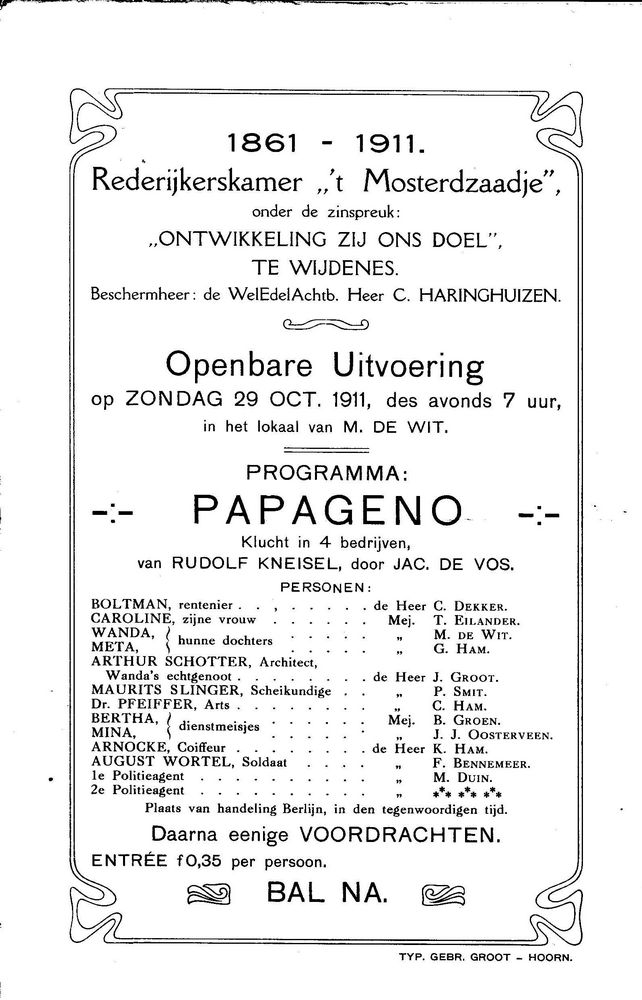 1861 - 1911.
Rederijkerskamer „'t Mosterdzaadje”,
onder de zinspreuk:
„ONTWIKKELING ZIJ ONS DOEL”,
TE WIJDENES.
Beschermheer: de WelEdelAchtb. Heer C. HARINGHUIZEN.
Openbare Uitvoering
op ZONDAG 29 OCT. 1911, des avonds 7 uur,
in het lokaal van M. DE WIT.
PROGRAMMA:
-:- PAPAGENO -:-
Klucht in 4 bedrijven,
van RUDOLF KNEISEL, door JAC. DE VOS.
PERSONEN:
BOLTMAN, rentenier . . , . . . . . de Heer C. DEKKER.
CAROLINE, zijne vrouw . . . . . . Mej. T. EILANDER.
WANDA, } hunne dochters . . . . . „ M. DE WIT.
META, . . . . . „ G. HAM.
ARTHUR SCHOTTER, Architect,
Wanda's echtgenoot . . . . . . . . de Heer J. GROOT.
MAURITS SLINGER, Scheikundige . . „ P. SMIT.
Dr. PFEIFFER, Arts . . . . . . . . „ C. HAM.
BERTHA, } dienstmeisjes . . . . . . Mej. B. GROEN.
MINA, . . . . . . „ J. J. OOSTERVEEN.
ARNOCKE, Coiffeur . . . . . . . . de Heer K. HAM.
AUGUST WORTEL, Soldaat . . . . „ F. BENNEMEER.
1e Politieagent . . . . . . . . . . „ M. DUIN.
2e Politieagent . . . . . . . . . . „ *** *** ***
Plaats van handeling Berlijn, in den tegenwoordigen tijd.
Daarna eenige VOORDRACHTEN.
ENTRÉE f0,35 per persoon.
BAL NA.
TYP. GEBR. GROOT - HOORN.